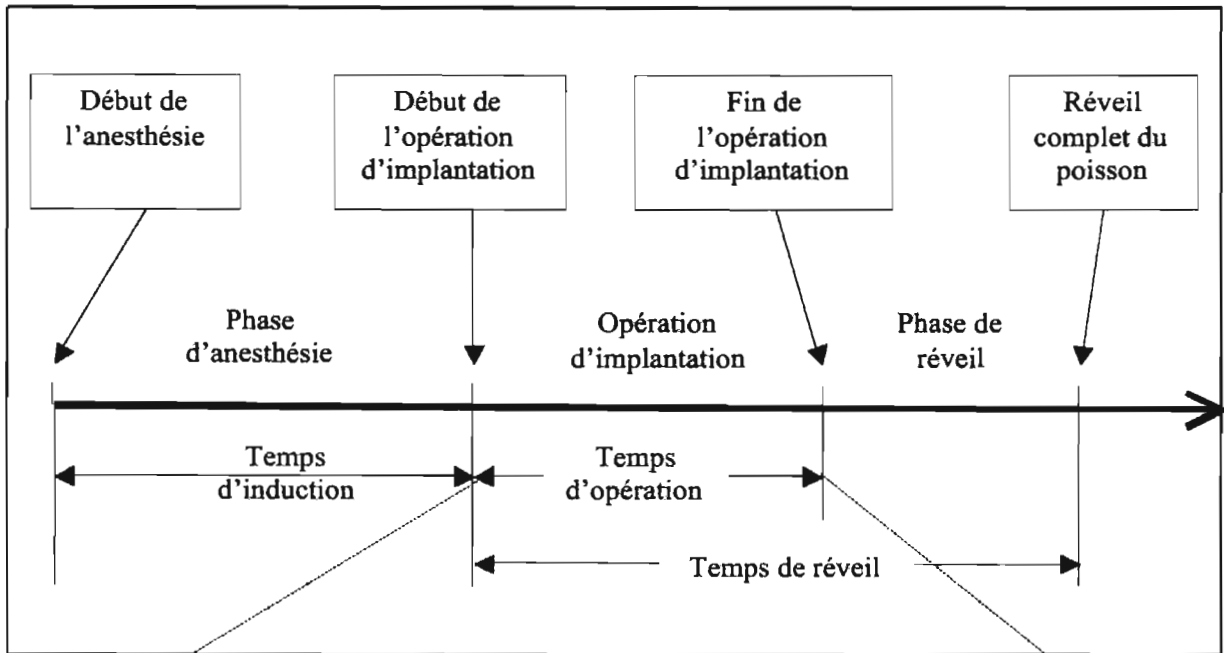 Début de
l'anesthésie
Début de
l'opération
d'implantation
Fin de
l'opération
d'implantation
Réveil
complet du
poisson
Phase
d'anesthésie
Opération
d'implantation
Phase de
réveil
Temps
d'induction
Temps
d'opération
Temps de réveil